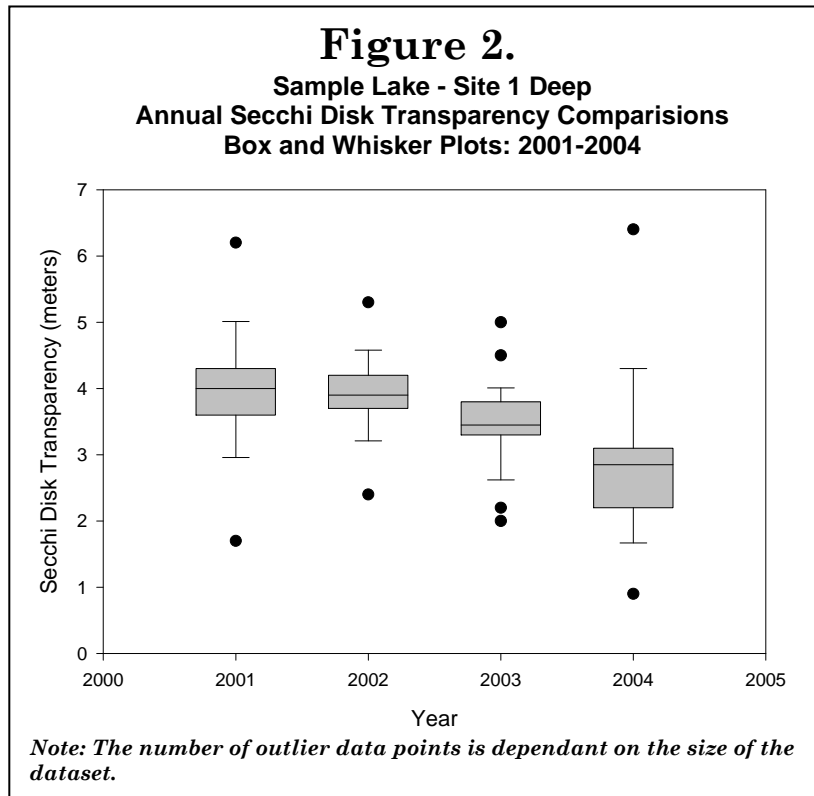 Figure 2.
Sample Lake - Site 1 Deep
Annual Secchi Disk Transparency Comparisions
Box and Whisker Plots: 2001-2004
Secchi Disk Transparency (meters)
7
6
5
4
3
2
1
0
2000 2001 2002 2003 2004 2005
Year
Note: The number of outlier data points is dependant on the size of the
dataset.